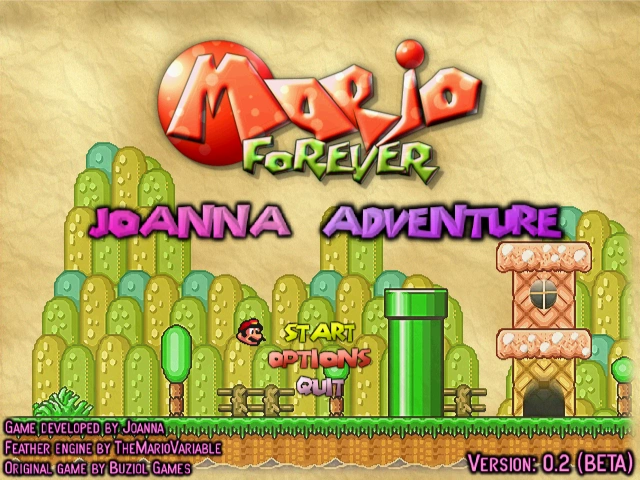 Mario
Forever
Joanna Adventure
Start
Options
Quit
Game developed by Joanna
Feather engine by TheMarioVariable
Original game by Buziol Games
Version: 0.2 (BETA)